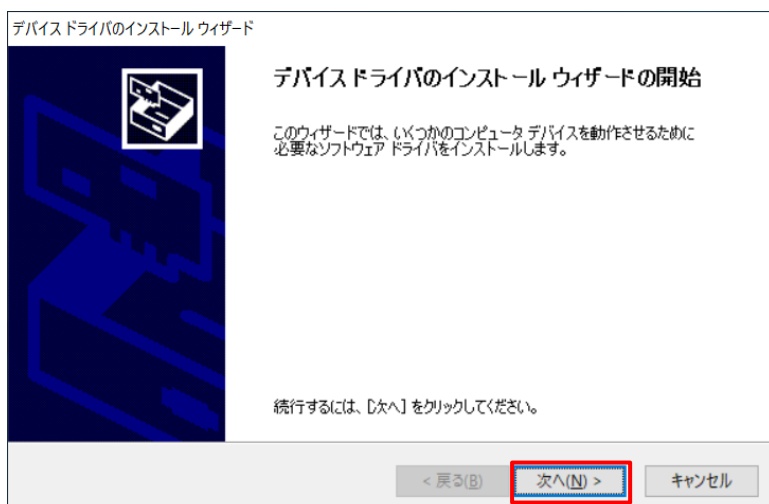 デバイス ドライバのインストール ウィザード
デバイス ドライバのインストール ウィザードの開始
このウィザードでは、いくつかのコンピュータ デバイスを動作させるために
必要なソフトウェア ドライバをインストールします。
続行するには、[次へ] をクリックしてください。
< 戻る(B) 次へ(N) > キャンセル